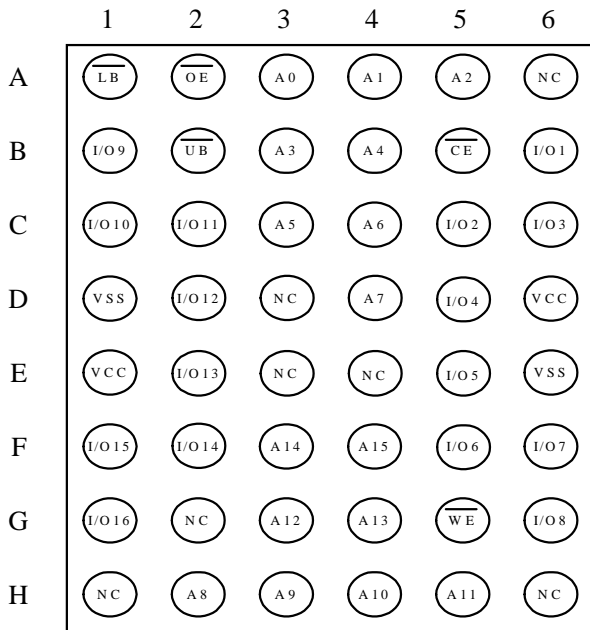 1 2 3 4 5 6
A LB OE A0 A1 A2 NC
B I/O9 UB A3 A4 CE I/O1
C I/O10 I/O11 A5 A6 I/O2 I/O3
D VSS I/O12 NC A7 I/O4 VCC
E VCC I/O13 NC NC I/O5 VSS
F I/O15 I/O14 A14 A15 I/O6 I/O7
G I/O16 NC A12 A13 WE I/O8
H NC A8 A9 A10 A11 NC